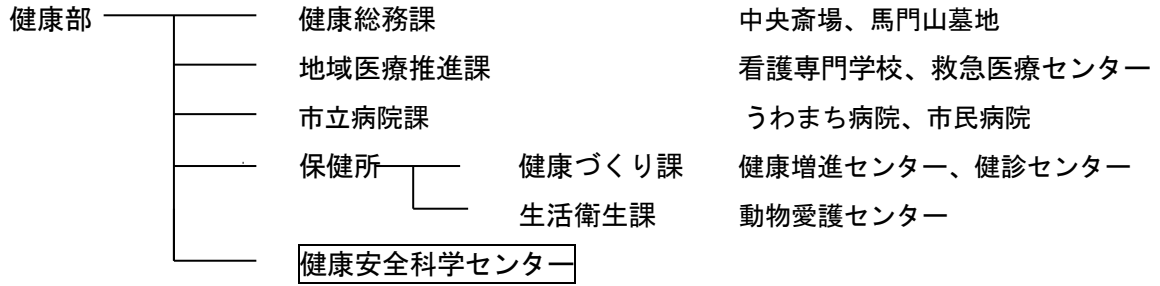 健康部 健康総務課 中央斎場、馬門山墓地
地域医療推進課 看護専門学校、救急医療センター
市立病院課 うわまち病院、市民病院
保健所 健康づくり課 健康増進センター、健診センター
生活衛生課 動物愛護センター
健康安全科学センター